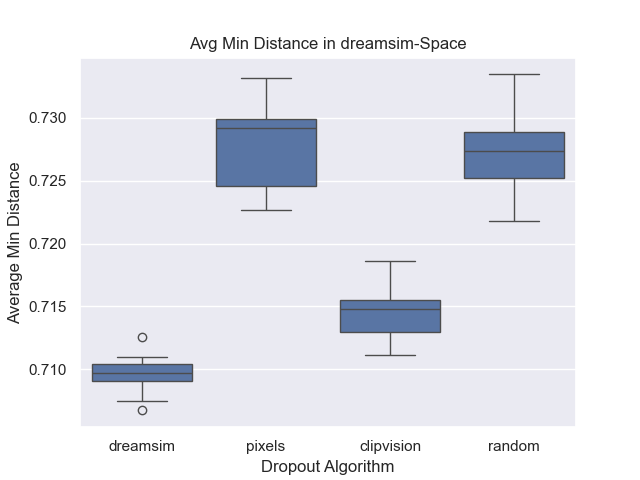 Avg Min Distance in dreamsim-Space
0.730
0.725
0.720
0.715
0.710
Average Min Distance
dreamsim pixels clipvision random
Dropout Algorithm